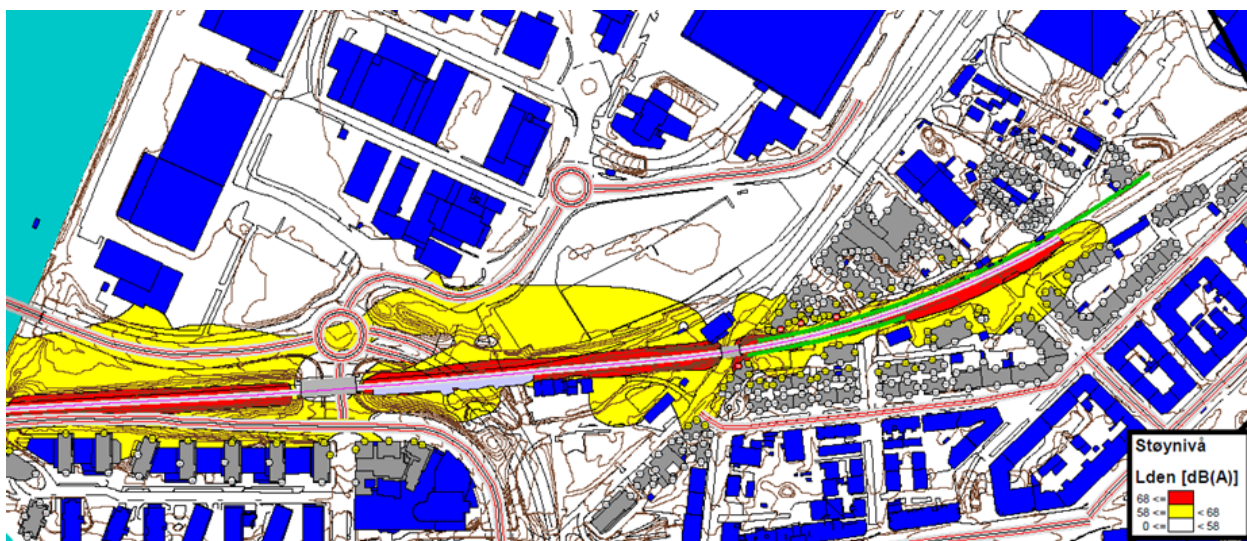 Støynivå
Lden [dB(A)]
68 <=
58 <= < 68
0 <= < 58